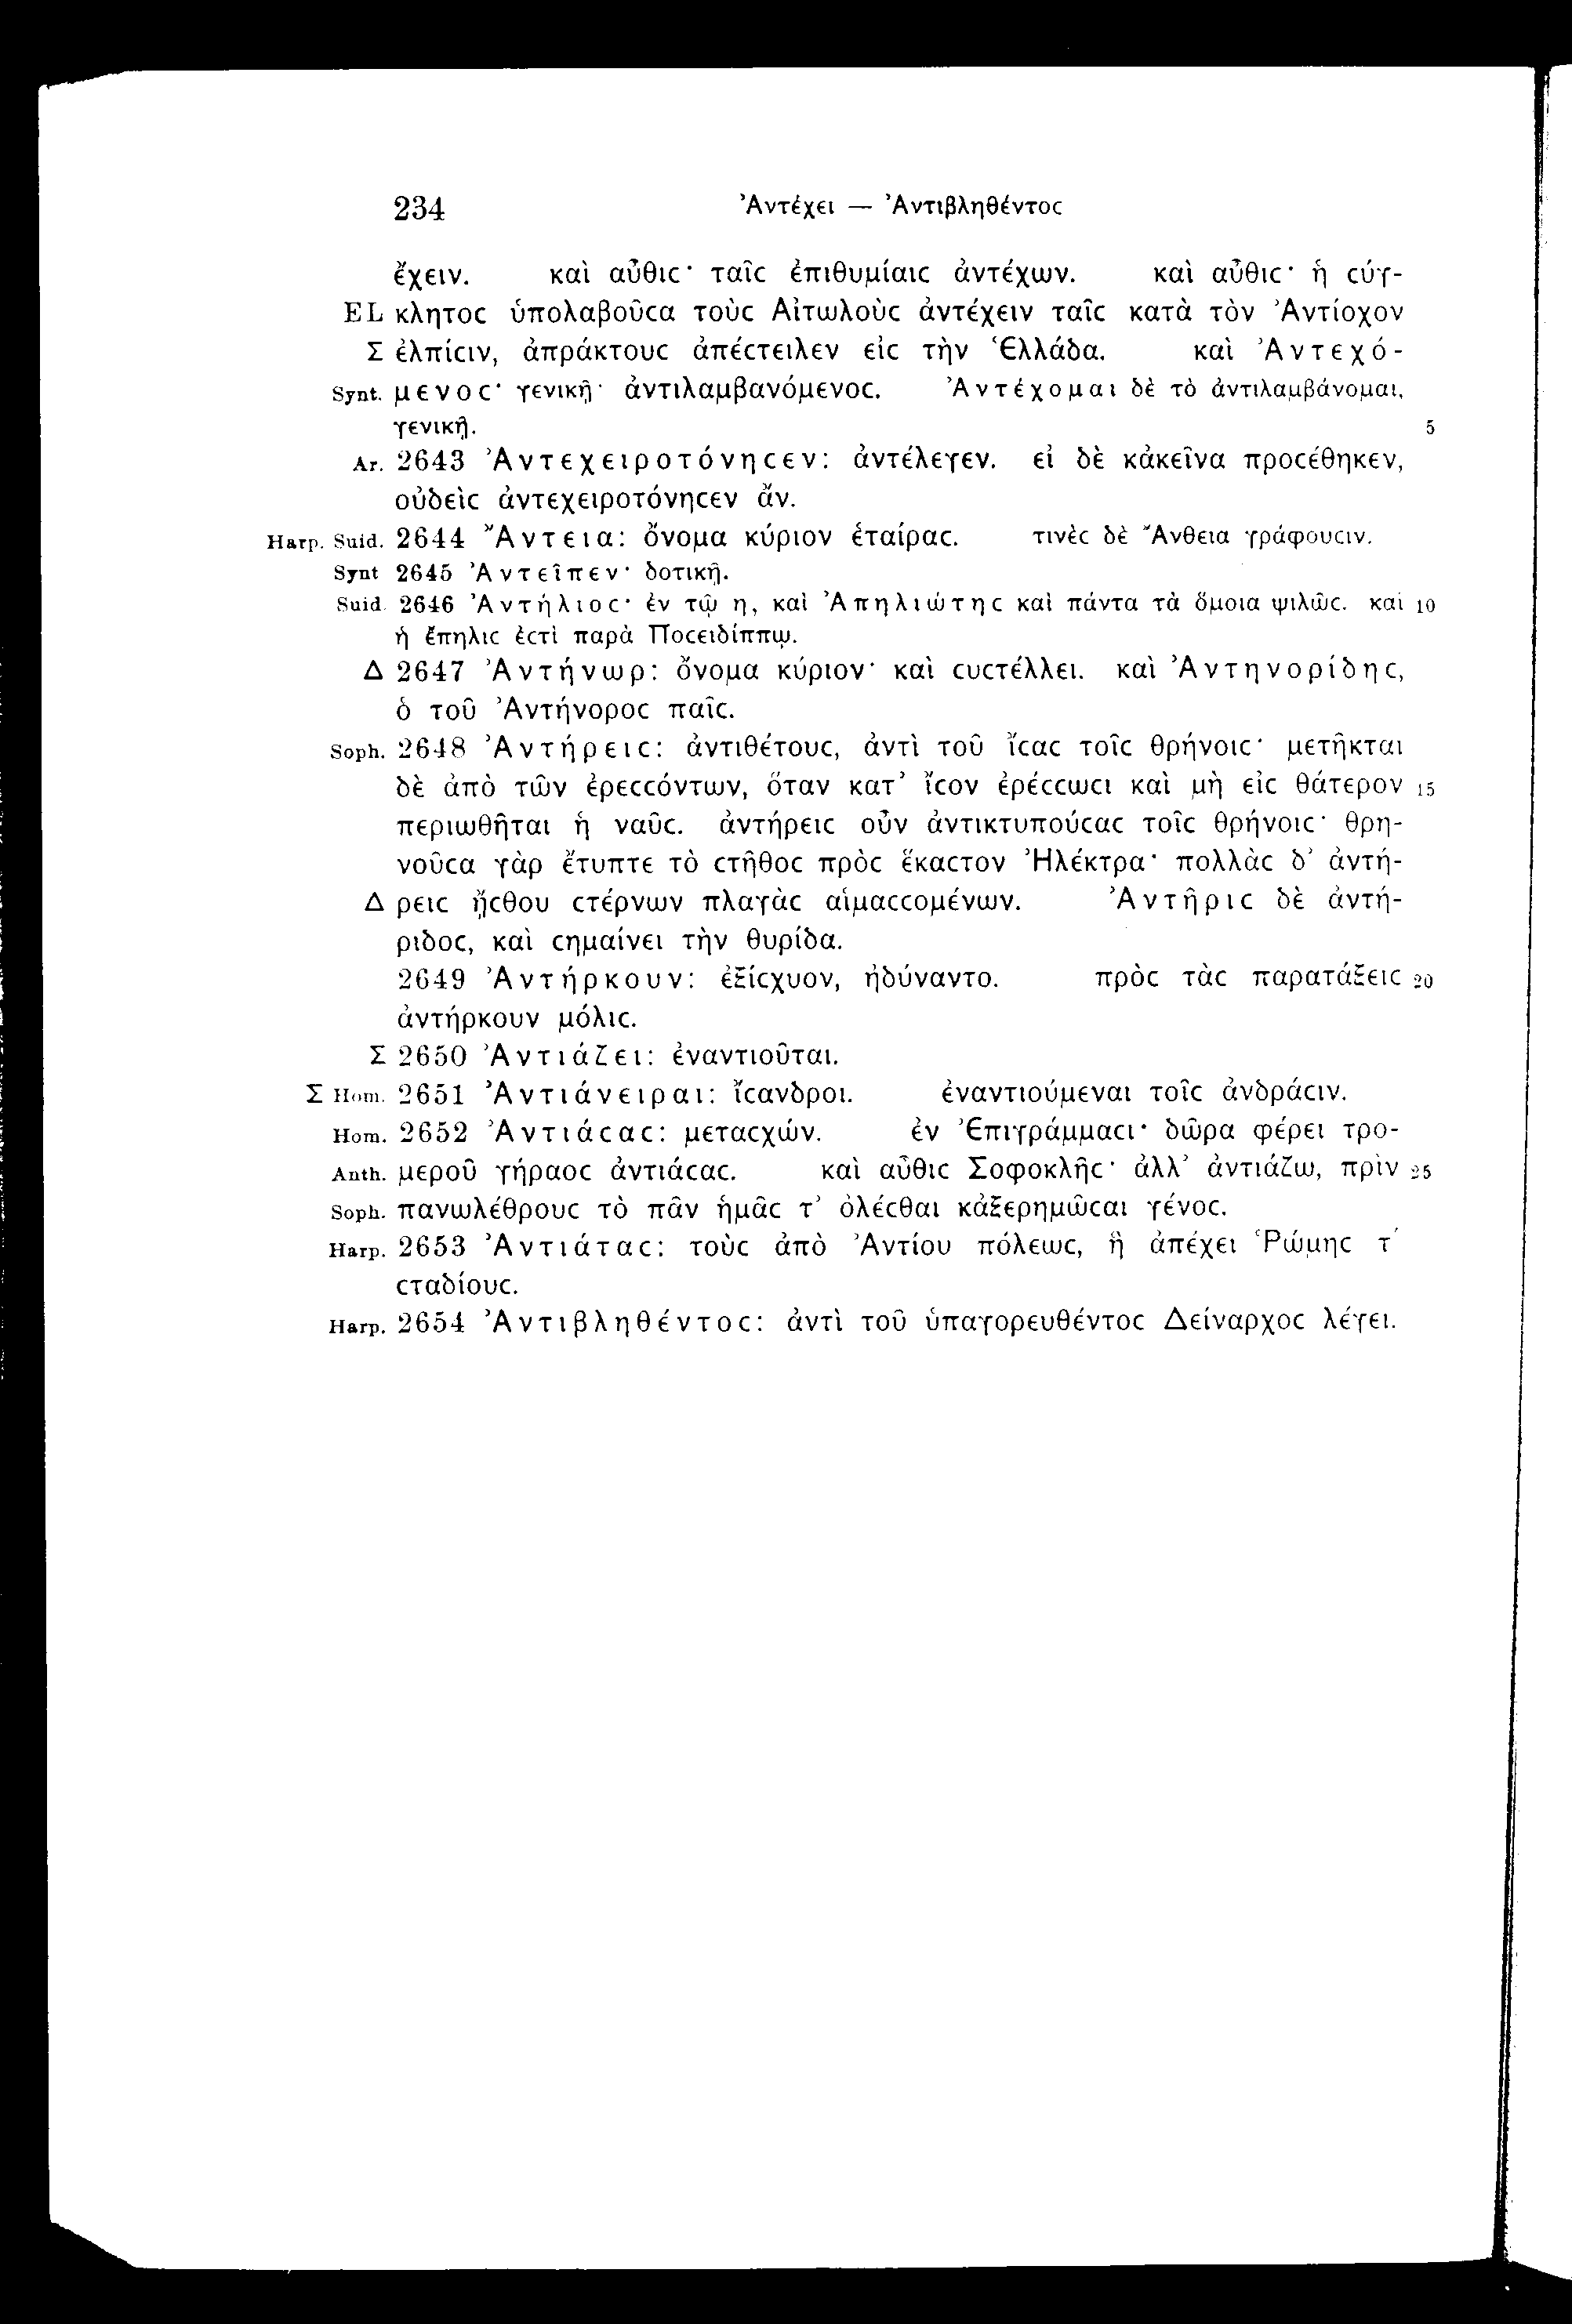 234 Ἀντέχει — Ἀντιβληθέντοϲ
ἔχειν. καὶ αὖθιϲ· ταῖϲ ἐπιθυμίαιϲ ἀντέχων. καὶ αὖθιϲ· ἡ ϲύγ-
EL κλητοϲ ὑπολαβοῦϲα τοὺϲ Αἰτωλοὺϲ ἀντέχειν ταῖϲ κατὰ τὸν Ἀντίοχον
Σ ἐλπίϲιν, ἀπράκτουϲ ἀπέϲτειλεν εἰϲ τὴν Ἑλλάδα. καὶ Ἀντεχό-
Synt. μενοϲ· γενικῇ· ἀντιλαμβανόμενοϲ. Ἀντέχομαι δὲ τὸ ἀντιλαμβάνομαι,
γενικῇ. 5
Ar. 2643 Ἀντεχειροτόνηϲεν: ἀντέλεγεν. εἰ δὲ κἀκεῖνα προϲέθηκεν,
οὐδεὶϲ ἀντεχειροτόνηϲεν ἄν.
Harp. Suid. 2644 Ἄντεια: ὄνομα κύριον ἑταίραϲ. τινὲϲ δὲ Ἄνθεια γράφουϲιν.
Synt 2645 Ἀντεῖπεν· δοτικῇ.
Suid. 2646 Ἀντήλιοϲ· ἐν τῷ η, καὶ Ἀπηλιώτηϲ καὶ πάντα τὰ ὅμοια ψιλῶϲ. καὶ 10
ἡ ἔπηλιϲ ἐϲτὶ παρὰ Ποϲειδίππῳ.
Δ 2647 Ἀντήνωρ: ὄνομα κύριον· καὶ ϲυϲτέλλει. καὶ Ἀντηνορίδηϲ,
ὁ τοῦ Ἀντήνοροϲ παῖϲ.
Soph. 2648 Ἀντήρειϲ: ἀντιθέτουϲ, ἀντὶ τοῦ ἴϲαϲ τοῖϲ θρήνοιϲ· μετῆκται
δὲ ἀπὸ τῶν ἐρεϲϲόντων, ὅταν κατ’ ἴϲον ἐρέϲϲωϲι καὶ μὴ εἰϲ θάτερον 15
περιωθῆται ἡ ναῦϲ. ἀντήρειϲ οὖν ἀντικτυπούϲαϲ τοῖϲ θρήνοιϲ· θρη-
νοῦϲα γὰρ ἔτυπτε τὸ ϲτῆθοϲ πρὸϲ ἕκαϲτον Ἠλέκτρα· πολλὰϲ δ’ ἀντή-
Δ ρειϲ ᾔϲθου ϲτέρνων πλαγὰϲ αἱμαϲϲομένων. Ἀντῆριϲ δὲ ἀντή-
ριδοϲ, καὶ ϲημαίνει τὴν θυρίδα.
2649 Ἀντήρκουν: ἐξίϲχυον, ἠδύναντο. πρὸϲ τὰϲ παρατάξειϲ 20
ἀντήρκουν μόλιϲ.
Σ 2650 Ἀντιάζει: ἐναντιοῦται.
Σ Hom. 2651 Ἀντιάνειραι: ἴϲανδροι. ἐναντιούμεναι τοῖϲ ἀνδράϲιν.
Hom. 2652 Ἀντιάϲαϲ: μεταϲχών. ἐν Ἐπιγράμμαϲι· δῶρα φέρει τρο-
Anth. μεροῦ γήραοϲ ἀντιάϲαϲ. καὶ αὖθιϲ Σοφοκλῆϲ· ἀλλ’ ἀντιάζω, πρὶν 25
Soph. πανωλέθρουϲ τὸ πᾶν ἡμᾶϲ τ’ ὀλέϲθαι κἀξερημῶϲαι γένοϲ.
Harp. 2653 Ἀντιάταϲ: τοὺϲ ἀπὸ Ἀντίου πόλεωϲ, ἣ ἀπέχει Ῥώμηϲ τʹ
ϲταδίουϲ.
Harp. 2654 Ἀντιβληθέντοϲ: ἀντὶ τοῦ ὑπαγορευθέντοϲ Δείναρχοϲ λέγει.